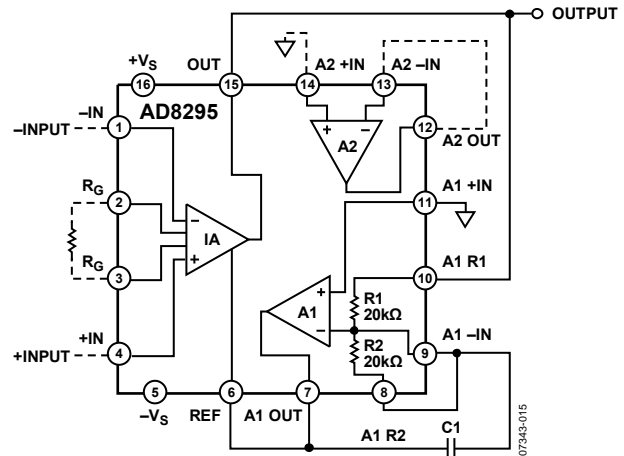 OUTPUT
+VS
OUT
A2 +IN
A2 –IN
16
15
14
13
AD8295
–IN
–INPUT
1
+
–
A2
12
A2 OUT
RG
2
11
A1 +IN
–
IA
+
RG
3
10
A1 R1
+
A1
–
R1
20kΩ
R2
20kΩ
+IN
+INPUT
4
9
A1 –IN
5
6
7
8
–VS
REF
A1 OUT
A1 R2
C1
07343-015